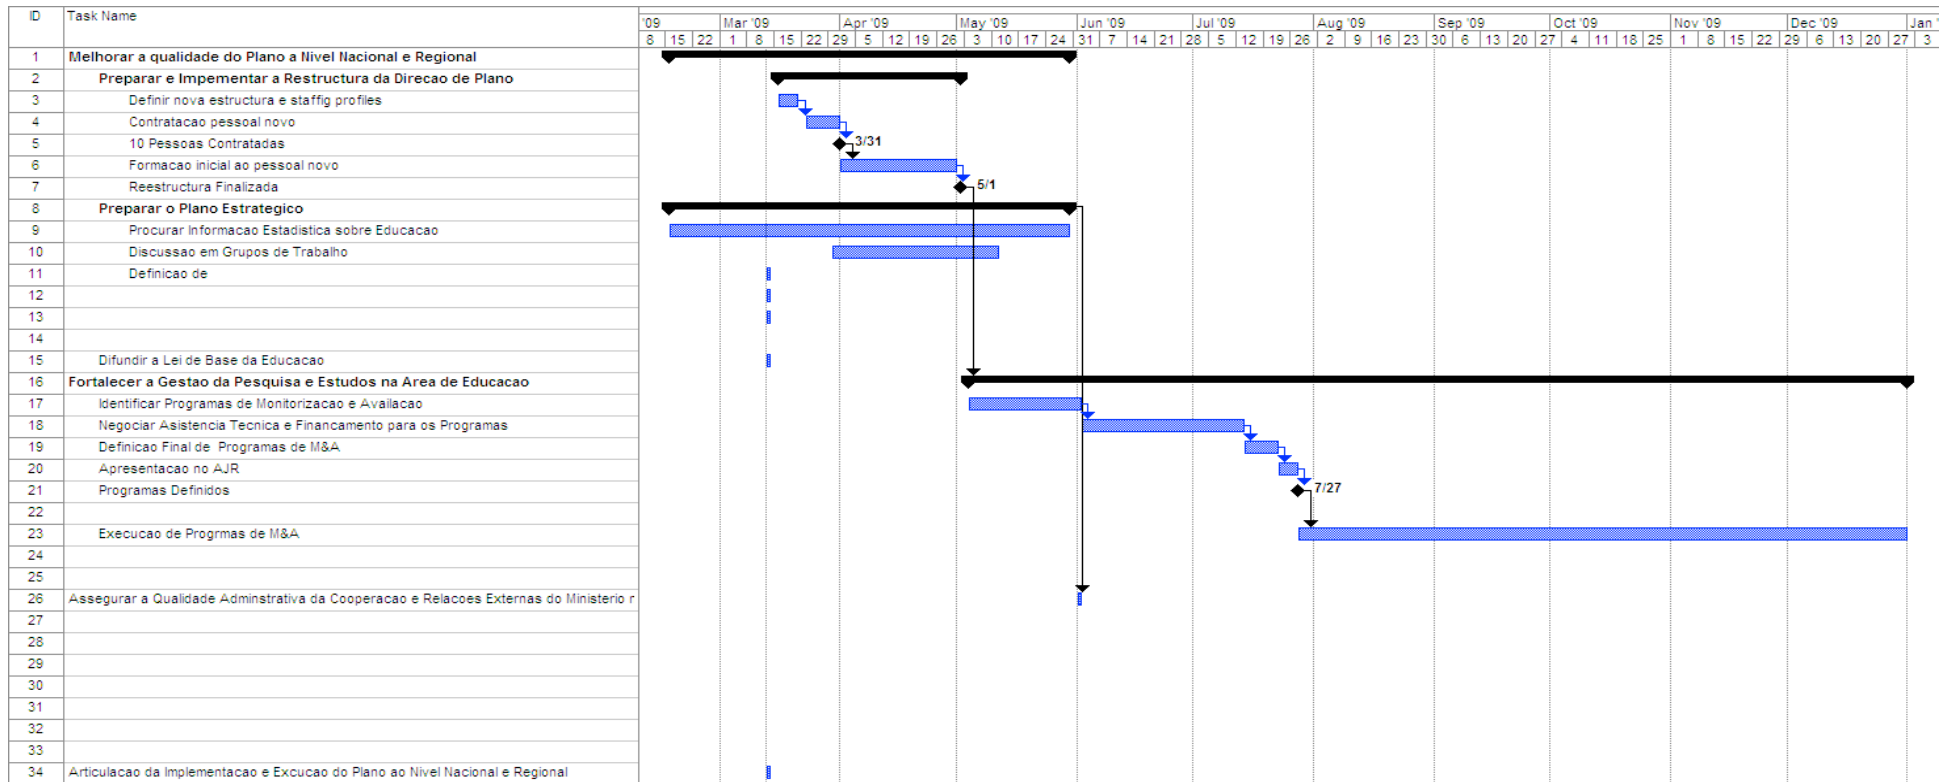 ID Task Name
'09 Mar '09 Apr '09 May '09 Jun '09 Jul '09 Aug '09 Sep '09 Oct '09 Nov '09 Dec '09 Jan '
8 15 22 1 8 15 22 29 5 12 19 26 3 10 17 24 31 7 14 21 28 5 12 19 26 2 9 16 23 30 6 13 20 27 4 11 18 25 1 8 15 22 29 6 13 20 27 3
1 Melhorar a qualidade do Plano a Nivel Nacional e Regional
2 Preparar e Impementar a Restructura da Direcao de Plano
3 Definir nova estructura e staffig profiles
4 Contratacao pessoal novo
5 10 Pessoas Contratadas 3/31
6 Formacao inicial ao pessoal novo
7 Reestructura Finalizada 5/1
8 Preparar o Plano Estrategico
9 Procurar Informacao Estadistica sobre Educacao
10 Discussao em Grupos de Trabalho
11 Definicao de
12
13
14
15 Difundir a Lei de Base da Educacao
16 Fortalecer a Gestao da Pesquisa e Estudos na Area de Educacao
17 Identificar Programas de Monitorizacao e Availacao
18 Negociar Asistencia Tecnica e Financamento para os Programas
19 Definicao Final de Programas de M&A
20 Apresentacao no AJR
21 Programas Definidos 7/27
22
23 Execucao de Progrmas de M&A
24
25
26 Assegurar a Qualidade Adminstrativa da Cooperacao e Relacoes Externas do Ministerio r
27
28
29
30
31
32
33
34 Articulacao da Implementacao e Excucao do Plano ao Nivel Nacional e Regional